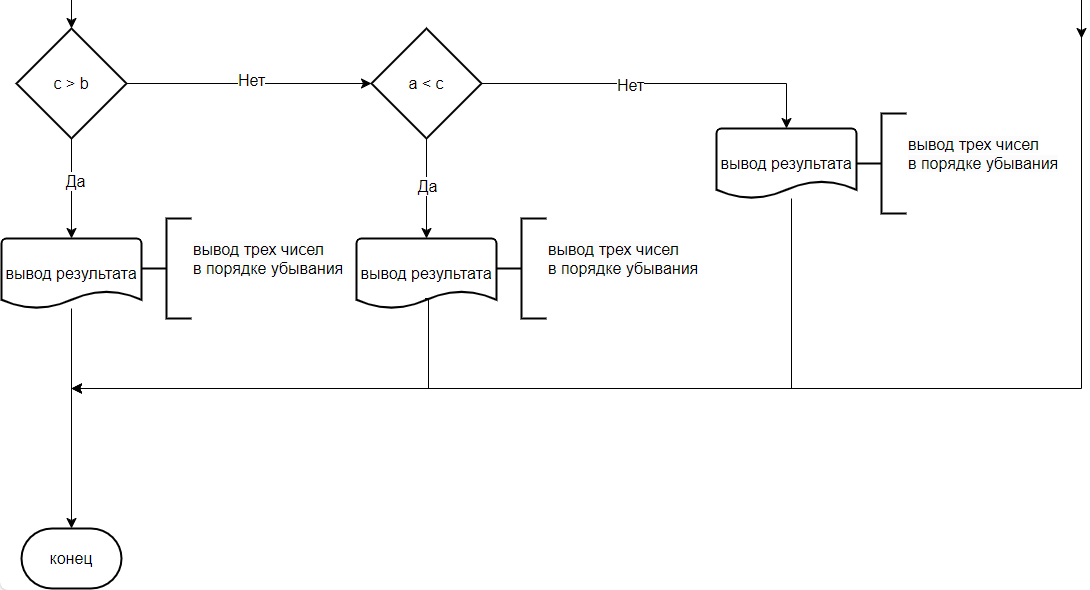 c > b
Нет
a < c
Нет
вывод результата
вывод трех чисел
в порядке убывания
Да
Да
вывод результата
вывод трех чисел
в порядке убывания
вывод результата
вывод трех чисел
в порядке убывания
конец